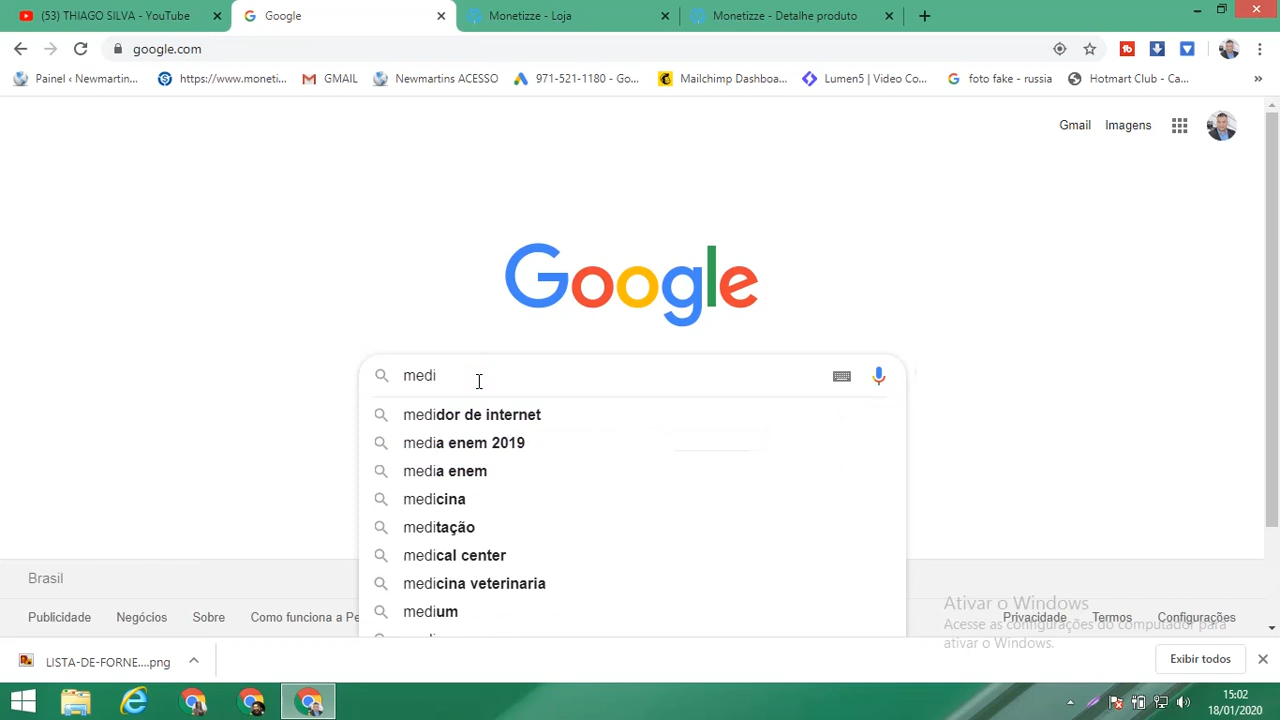 (53) THIAGO SILVA - YouTube
Google
Monetizze - Loja
Monetizze - Detalhe produto
google.com
Painel ‹ Newmartin...
https://www.moneti...
GMAIL
Newmartins ACESSO
971-521-1180 - Go...
Mailchimp Dashboa...
Lumen5 | Video Co...
foto fake - russia
Hotmart Club - Ca...
Gmail Imagens
Google
medi
medidor de internet
media enem 2019
media enem
medicina
meditação
medical center
medicina veterinaria
medium
Brasil
Publicidade Negócios Sobre Como funciona a Pe
Privacidade Termos Configurações
Ativar o Windows
Acesse as configurações do computador para
ativar o Windows.
LISTA-DE-FORNE....png
Exibir todos
15:02
18/01/2020